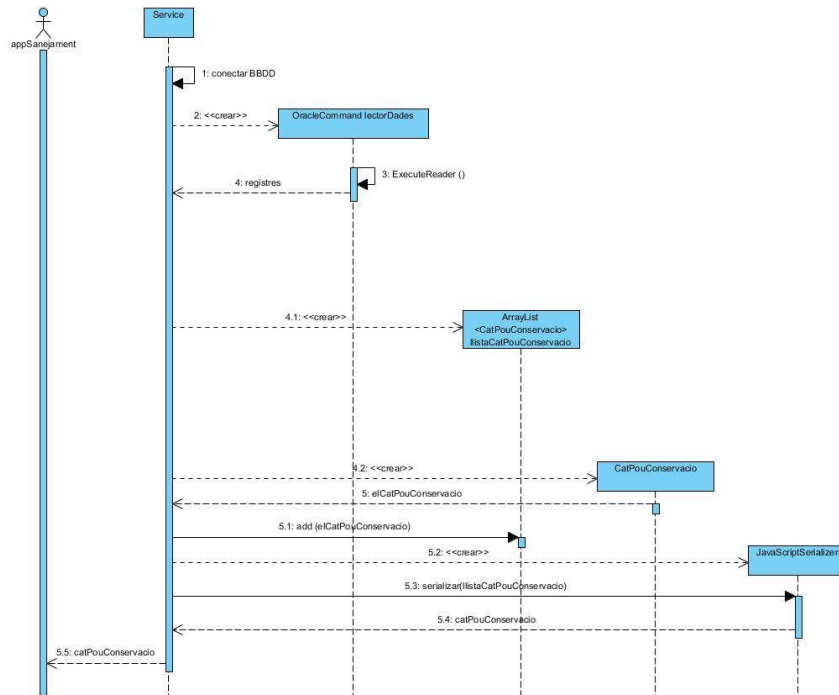 Service
appSanejament
1: conectar BBDD
2: <<crear>>
OracleCommand lectorDades
3: ExecuteReader ()
4: registres
4.1: <<crear>>
ArrayList
<CatPouConservacio>
llistaCatPouConservacio
4.2: <<crear>>
CatPouConservacio
5: elCatPouConservacio
5.1: add (elCatPouConservacio)
5.2: <<crear>>
JavaScriptSerializer
5.3: serializar(llistaCatPouConservacio)
5.4: catPouConservacio
5.5: catPouConservacio